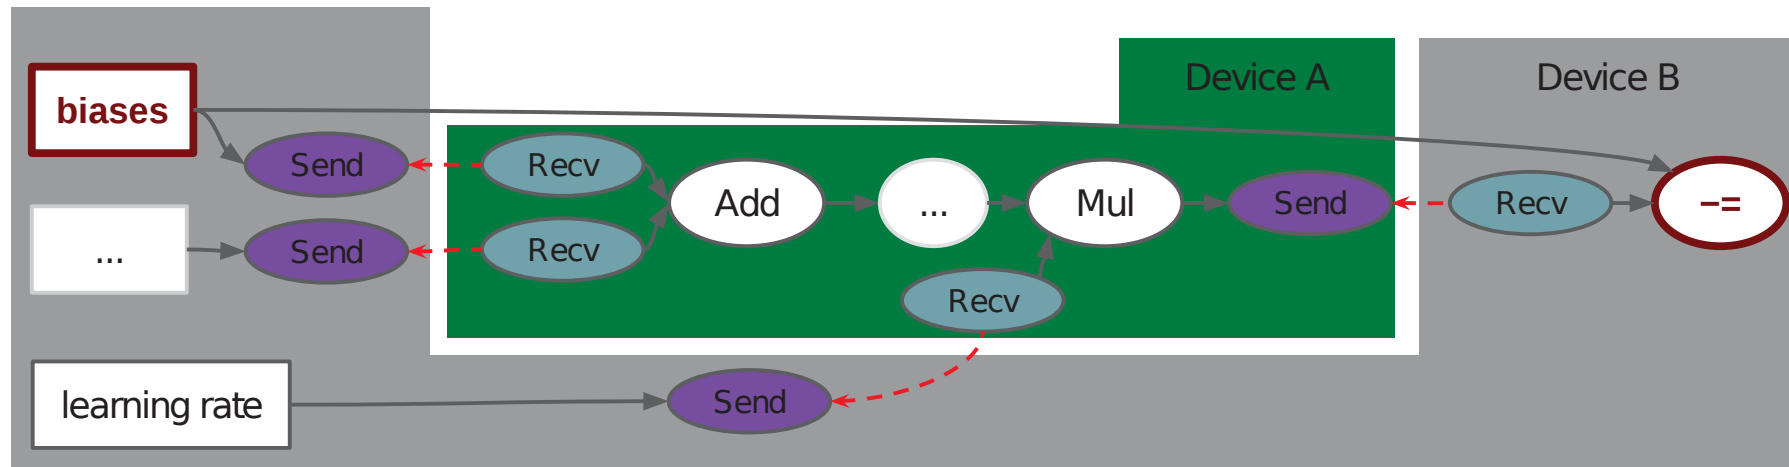 Device A
Device B
biases
Send
Recv
Add
...
Mul
Send
Recv
−=
...
Send
Recv
Recv
learning rate
Send